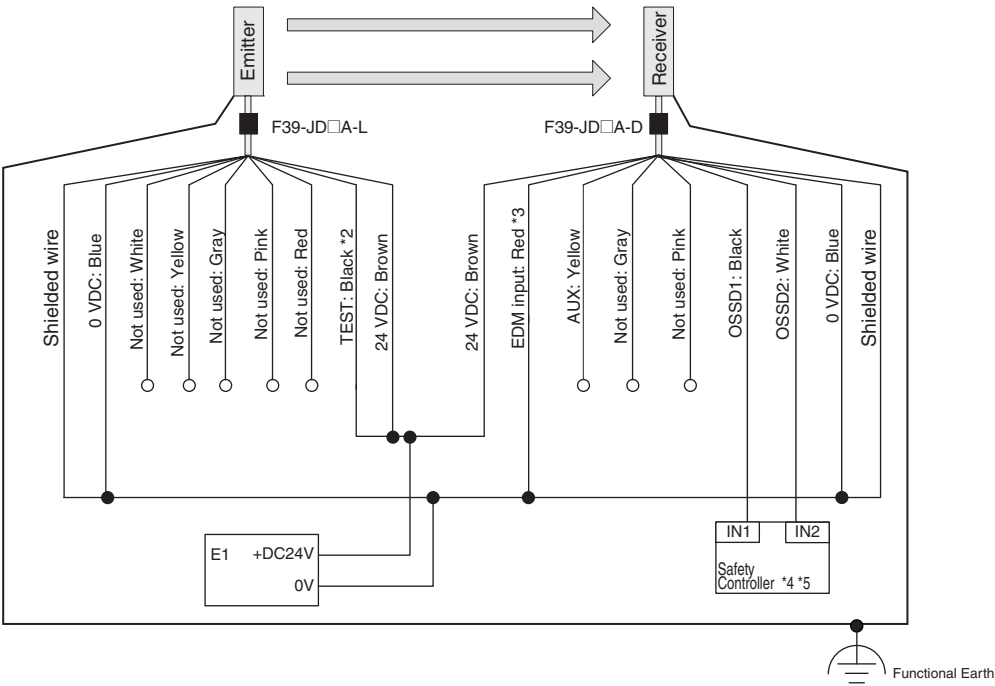 Emitter
Receiver
F39-JD□A-L
F39-JD□A-D
Shielded wire
0 VDC: Blue
Not used: White
Not used: Yellow
Not used: Gray
Not used: Pink
Not used: Red
TEST: Black *2
24 VDC: Brown
24 VDC: Brown
EDM input: Red *3
AUX: Yellow
Not used: Gray
Not used: Pink
OSSD1: Black
OSSD2: White
0 VDC: Blue
Shielded wire
E1 +DC24V
0V
IN1 IN2
Safety
Controller *4 *5
Functional Earth